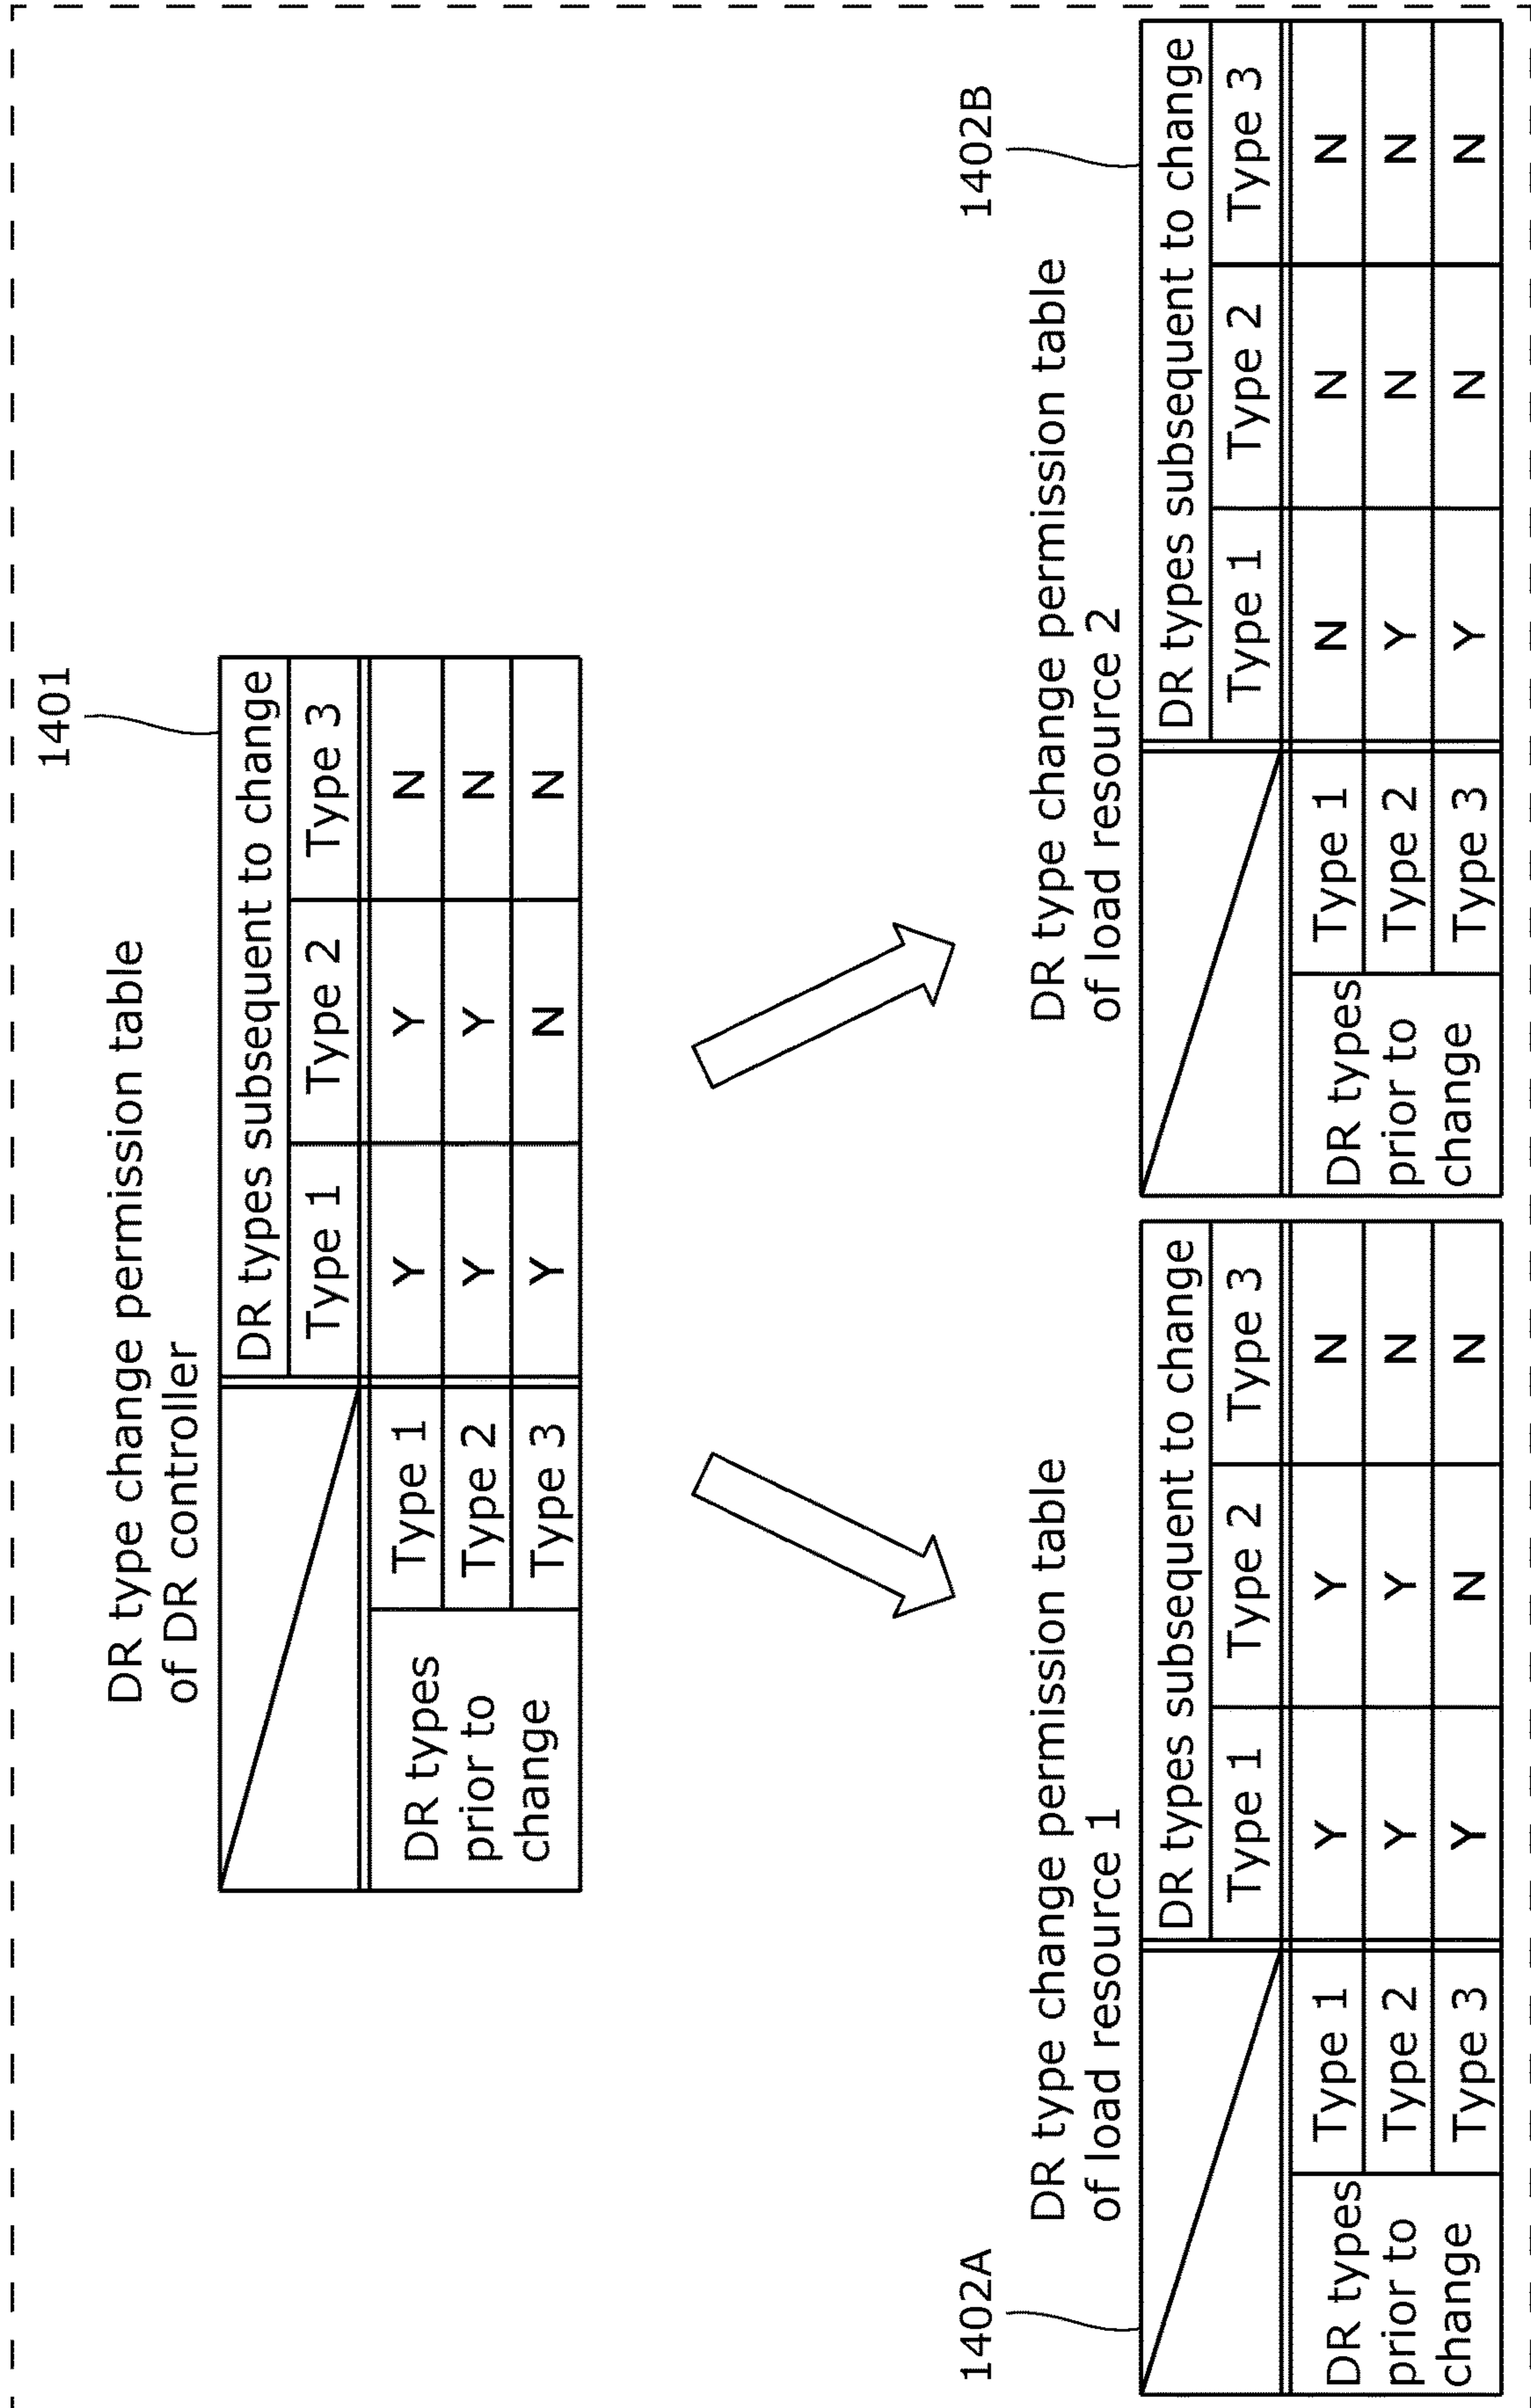 1401
DR type change permission table
of DR controller
DR types subsequent to change
Type 1 Type 2 Type 3
DR types
prior to
change
Type 1 Y Y N
Type 2 Y Y N
Type 3 Y N N
1402A
DR type change permission table
of load resource 1
DR types subsequent to change
Type 1 Type 2 Type 3
DR types
prior to
change
Type 1 Y Y N
Type 2 Y Y N
Type 3 Y N N
1402B
DR type change permission table
of load resource 2
DR types subsequent to change
Type 1 Type 2 Type 3
DR types
prior to
change
Type 1 N N N
Type 2 Y N N
Type 3 Y N N